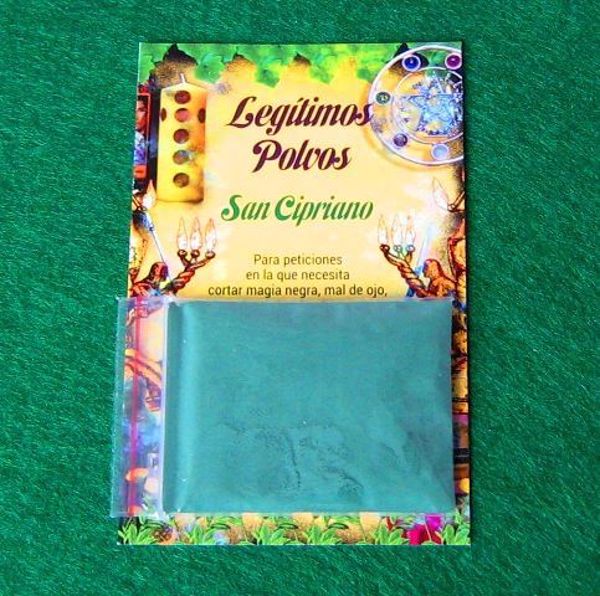 Legítimos
Polvos
San Cipriano
Para peticiones
en la que necesita
cortar magia negra, mal de ojo,